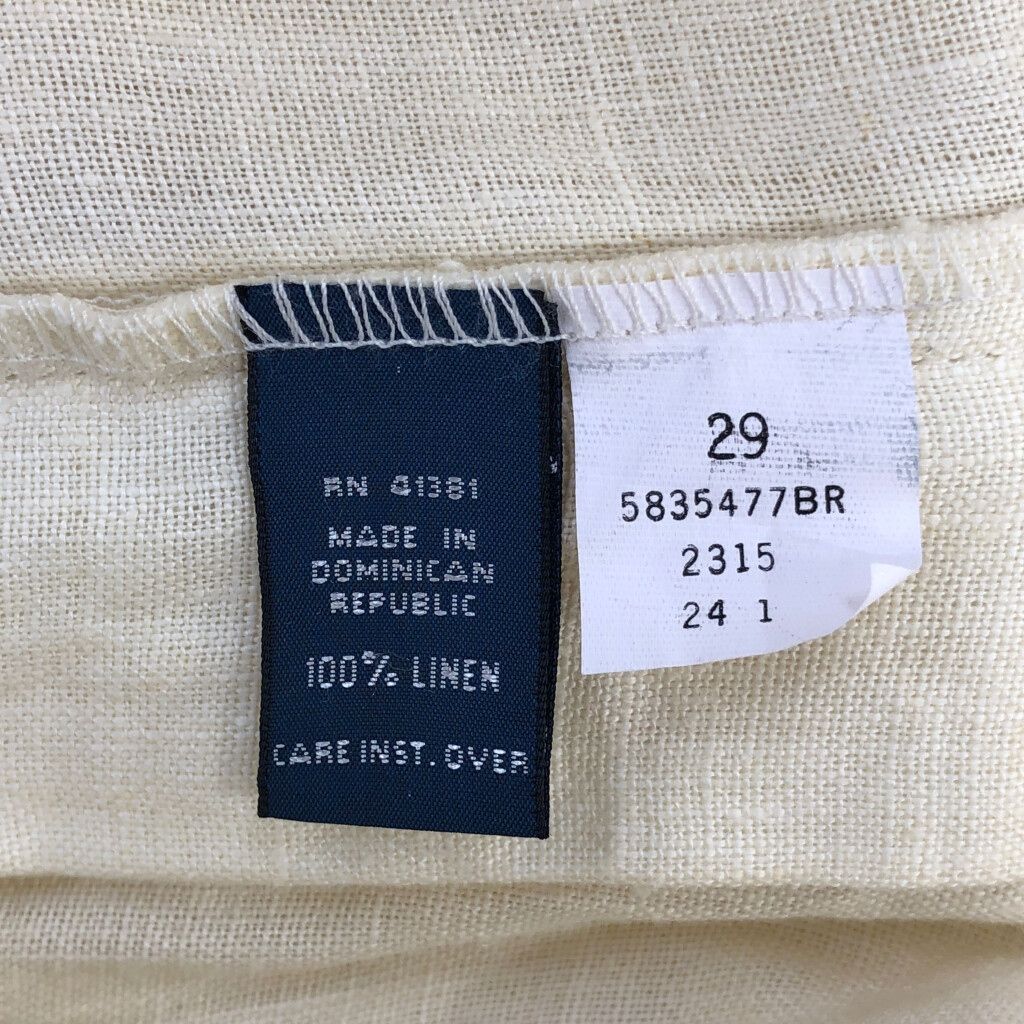 RN 41381
MADE IN
DOMINICAN
REPUBLIC
100% LINEN
CARE INST. OVER
29
5835477BR
2315
24 1